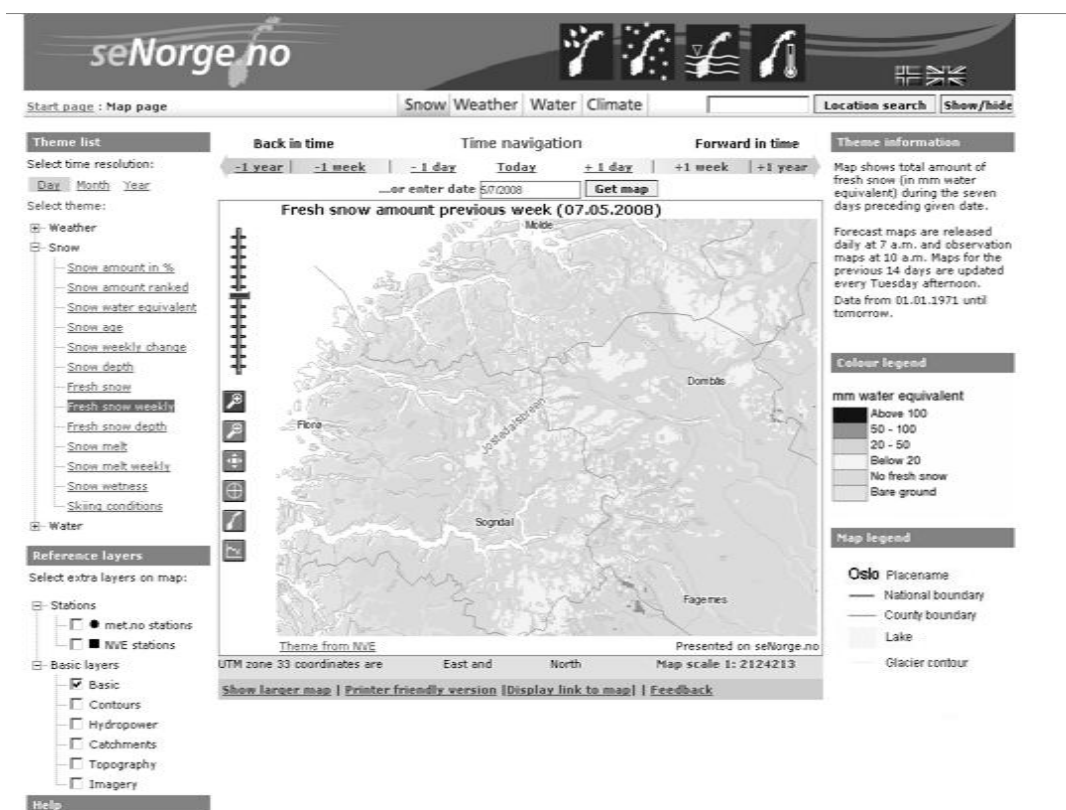 seNorge.no
Start page : Map page
Snow Weather Water Climate
Location search Show/hide
Theme list
Select time resolution:
Day Month Year
Select theme:
Weather
Snow
Snow amount in %
Snow amount ranked
Snow water equivalent
Snow age
Snow weekly change
Snow depth
Fresh snow
Fresh snow weekly
Fresh snow depth
Snow melt
Snow melt weekly
Snow wetness
Skiing conditions
Water
Reference layers
Select extra layers on map:
Stations
met.no stations
NVE stations
Basic layers
Basic
Contours
Hydropower
Catchments
Topography
Imagery
Help
Back in time Time navigation Forward in time
-1 year | -1 week | - 1 day Today + 1 day | +1 week | +1 year
...or enter date 5/7/2008 Get map
Fresh snow amount previous week (07.05.2008)
Molde
Dombås
Florø
Jostedalsbreen
Sogndal
Fagernes
Theme from NVE Presented on seNorge.no
UTM zone 33 coordinates are East and North Map scale 1: 2124213
Show larger map | Printer friendly version |Display link to map| | Feedback
Theme information
Map shows total amount of
fresh snow (in mm water
equivalent) during the seven
days preceding given date.
Forecast maps are released
daily at 7 a.m. and observation
maps at 10 a.m. Maps for the
previous 14 days are updated
every Tuesday afternoon.
Data from 01.01.1971 until
tomorrow.
Colour legend
mm water equivalent
Above 100
50 - 100
20 - 50
Below 20
No fresh snow
Bare ground
Map legend
Oslo Placename
National boundary
County boundary
Lake
Glacier contour